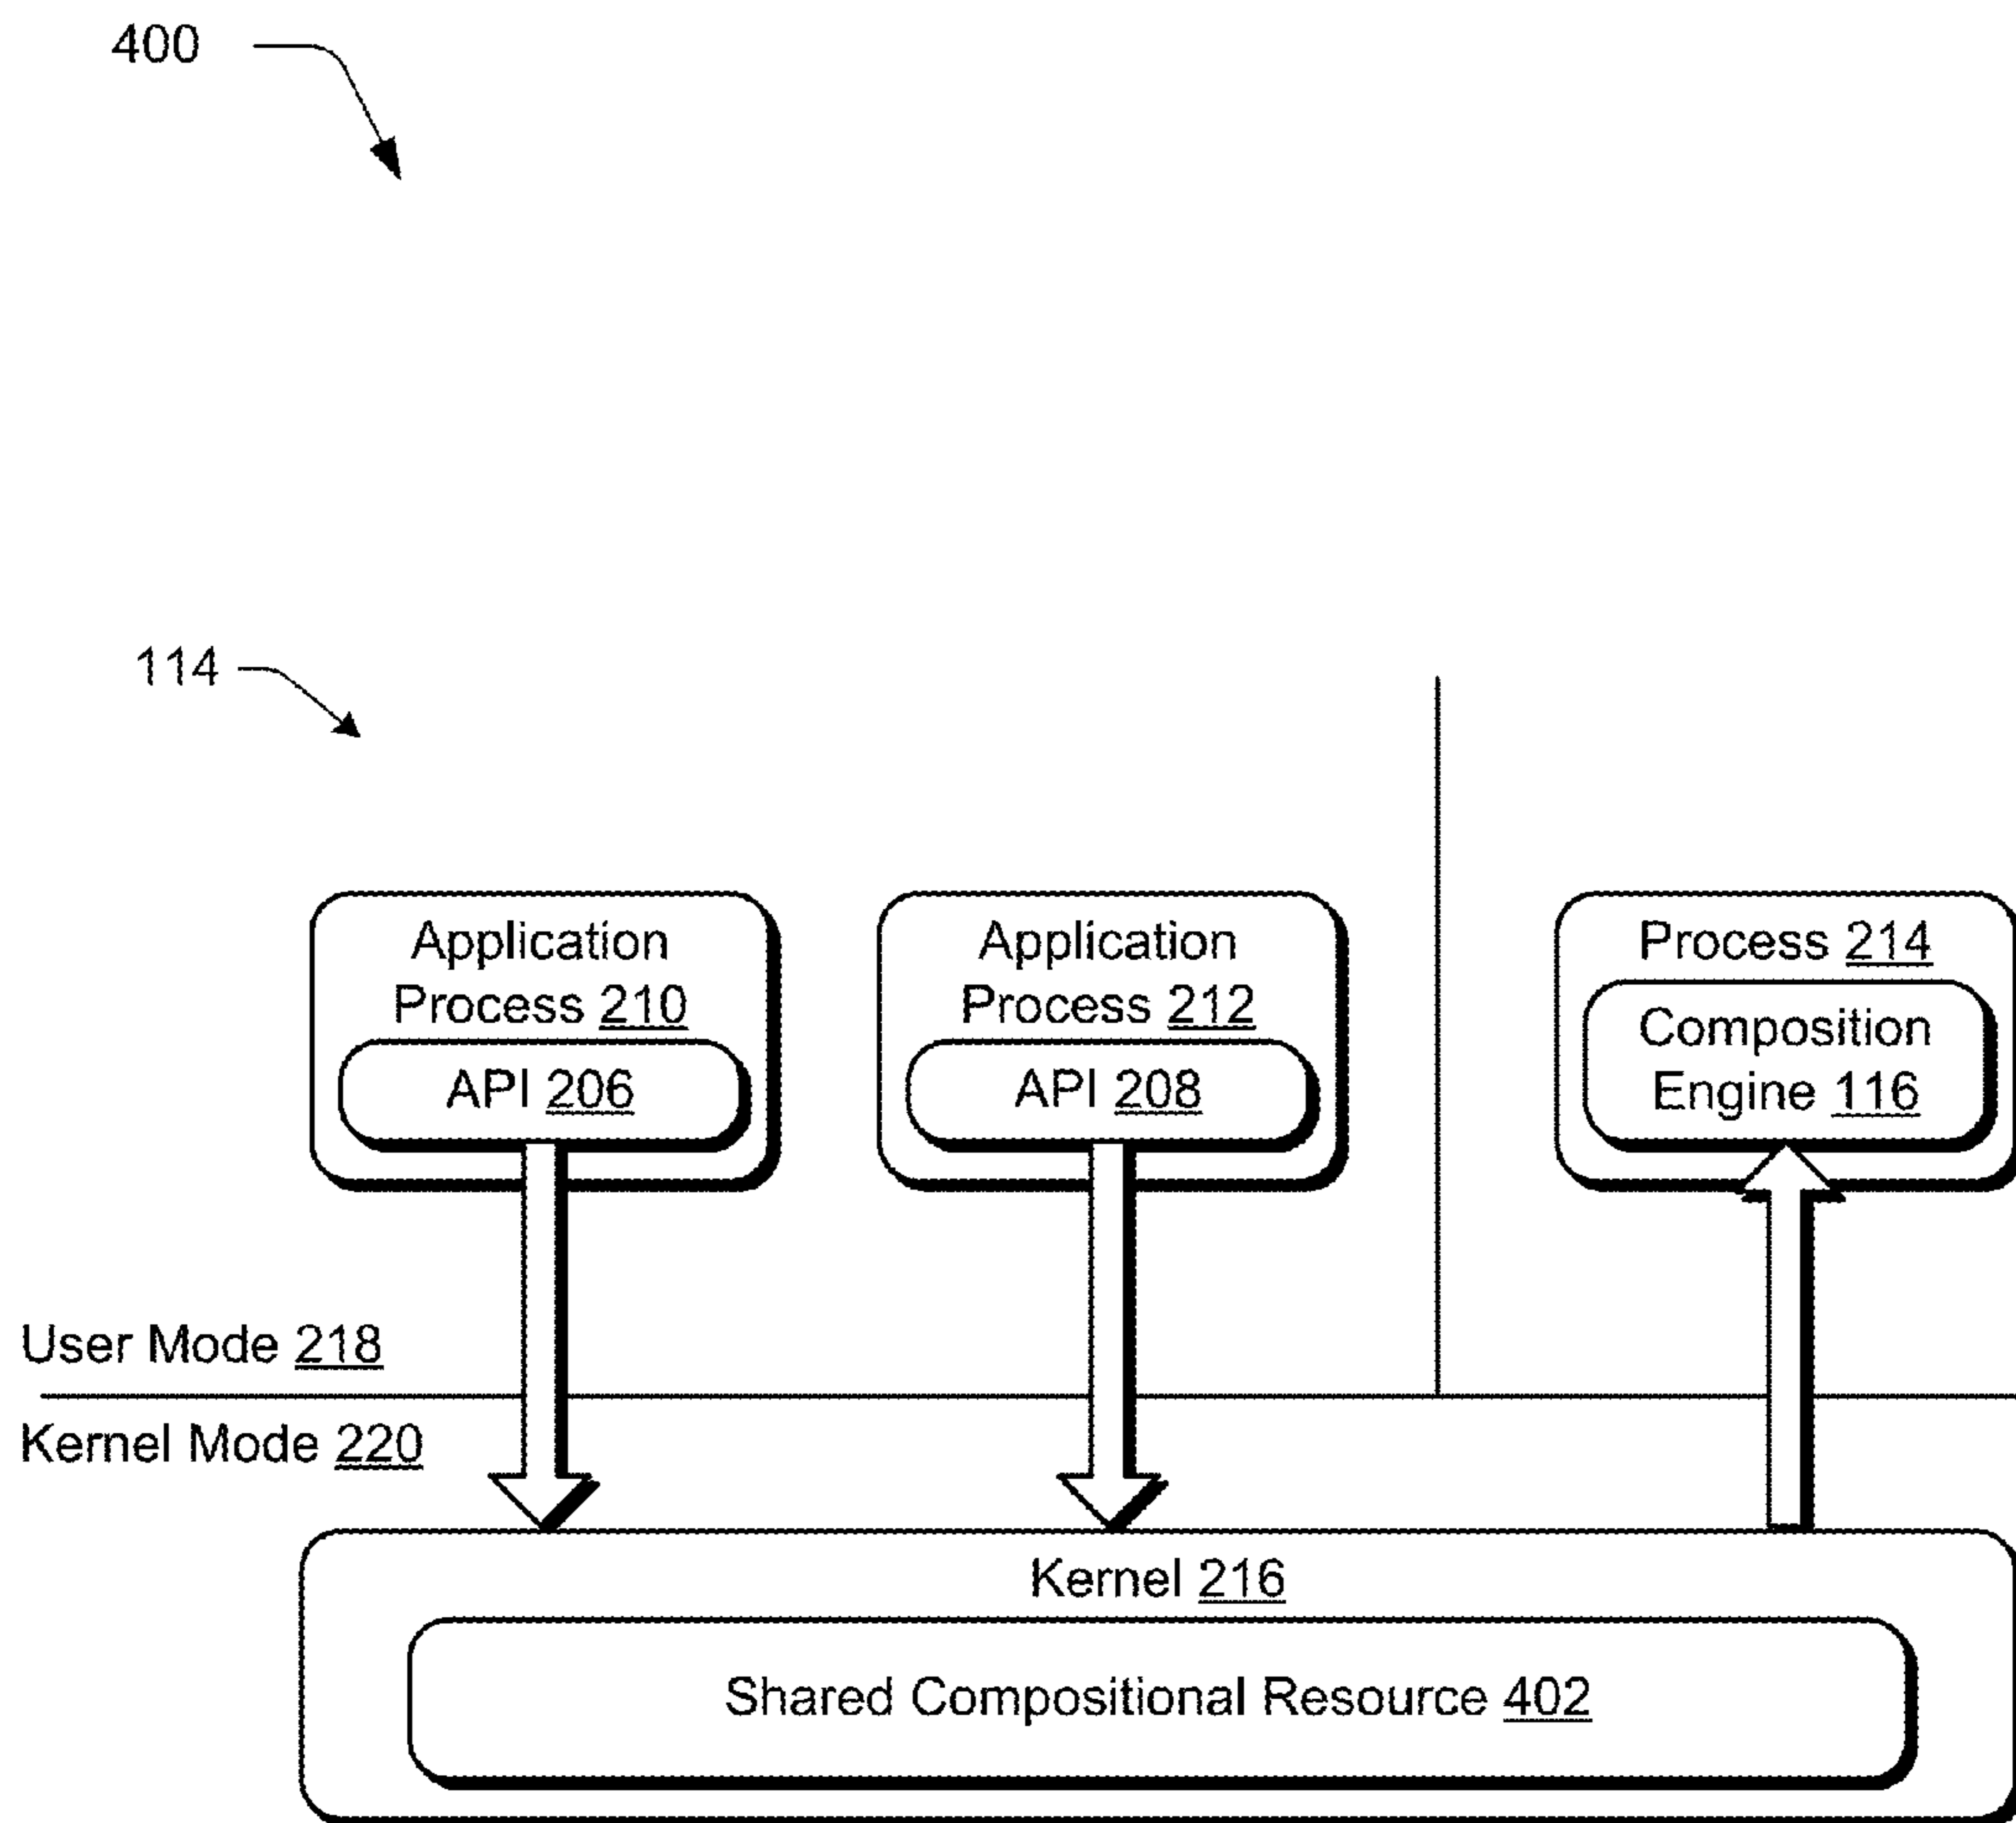 400
114
Application
Process 210
API 206
Application
Process 212
API 208
Process 214
Composition
Engine 116
User Mode 218
Kernel Mode 220
Kernel 216
Shared Compositional Resource 402